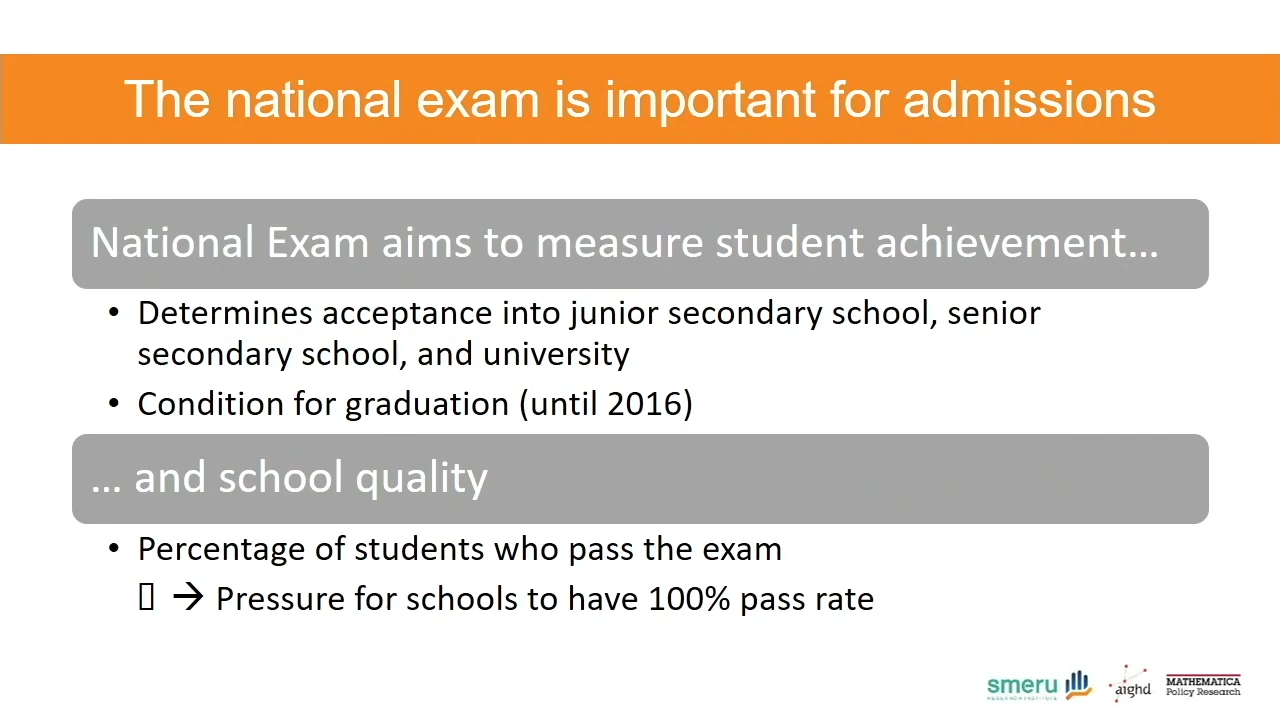 The national exam is important for admissions
National Exam aims to measure student achievement...
• Determines acceptance into junior secondary school, senior
secondary school, and university
• Condition for graduation (until 2016)
... and school quality
• Percentage of students who pass the exam
→ Pressure for schools to have 100% pass rate
smeru
RESEARCH INSTITUTE
aighd
MATHEMATICA
Policy Research